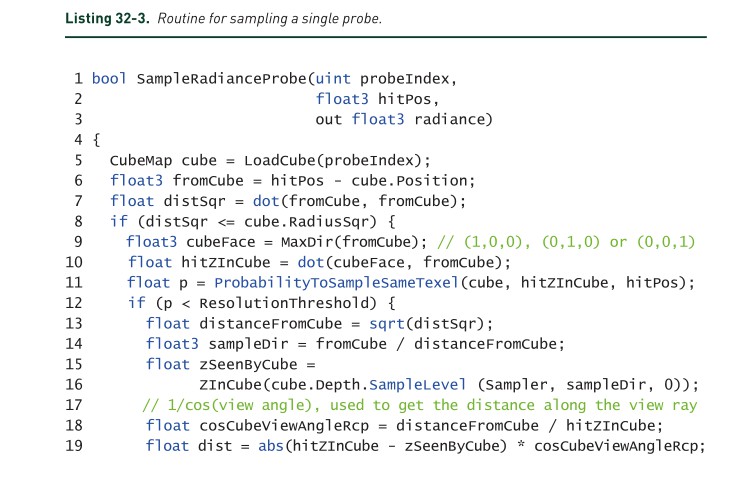 Listing 32-3. Routine for sampling a single probe.
1 bool SampleRadianceProbe(uint probeIndex,
2 float3 hitPos,
3 out float3 radiance)
4 {
5 CubeMap cube = LoadCube(probeIndex);
6 float3 fromCube = hitPos - cube.Position;
7 float distSqr = dot(fromCube, fromCube);
8 if (distSqr <= cube.RadiusSqr) {
9 float3 cubeFace = MaxDir(fromCube); // (1,0,0), (0,1,0) or (0,0,1)
10 float hitZInCube = dot(cubeFace, fromCube);
11 float p = ProbabilityToSampleSameTexel(cube, hitZInCube, hitPos);
12 if (p < ResolutionThreshold) {
13 float distanceFromCube = sqrt(distSqr);
14 float3 sampleDir = fromCube / distanceFromCube;
15 float zSeenByCube =
16 ZInCube(cube.Depth.SampleLevel (Sampler, sampleDir, 0));
17 // 1/cos(view angle), used to get the distance along the view ray
18 float cosCubeViewAngleRcp = distanceFromCube / hitZInCube;
19 float dist = abs(hitZInCube - zSeenByCube) * cosCubeViewAngleRcp;